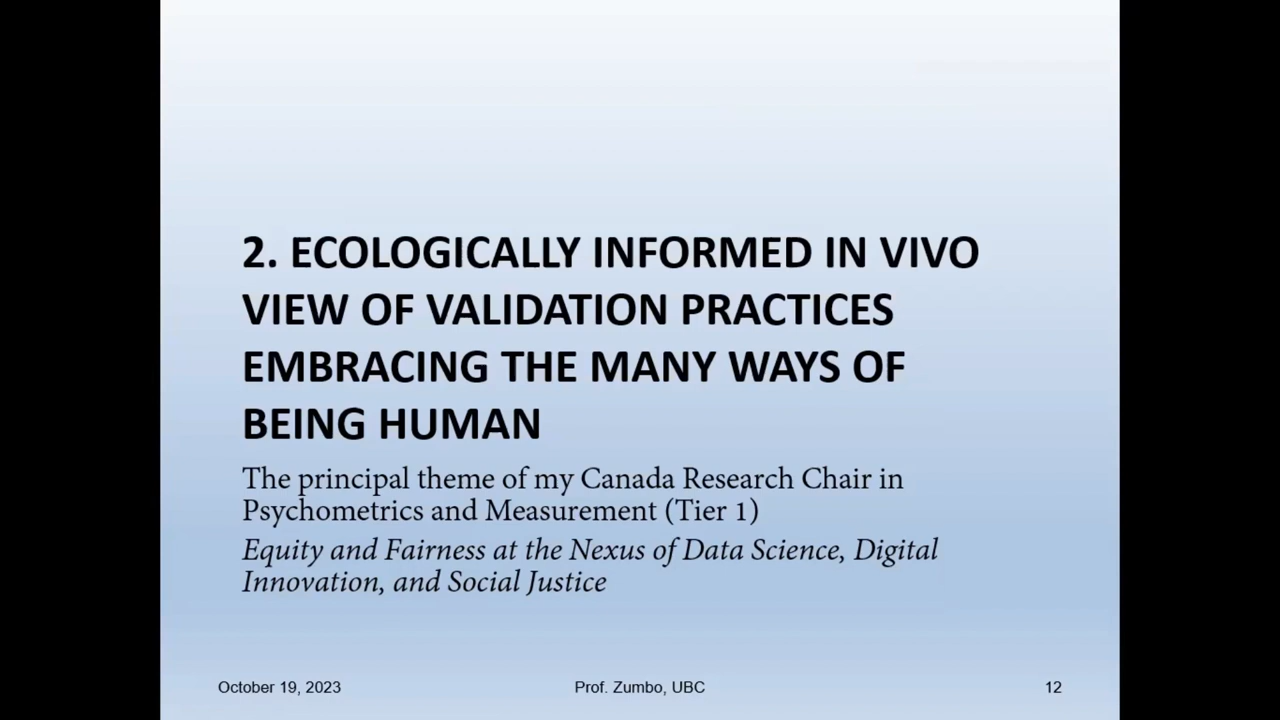 2. ECOLOGICALLY INFORMED IN VIVO
VIEW OF VALIDATION PRACTICES
EMBRACING THE MANY WAYS OF
BEING HUMAN
The principal theme of my Canada Research Chair in
Psychometrics and Measurement (Tier 1)
Equity and Fairness at the Nexus of Data Science, Digital
Innovation, and Social Justice
October 19, 2023
Prof. Zumbo, UBC
12